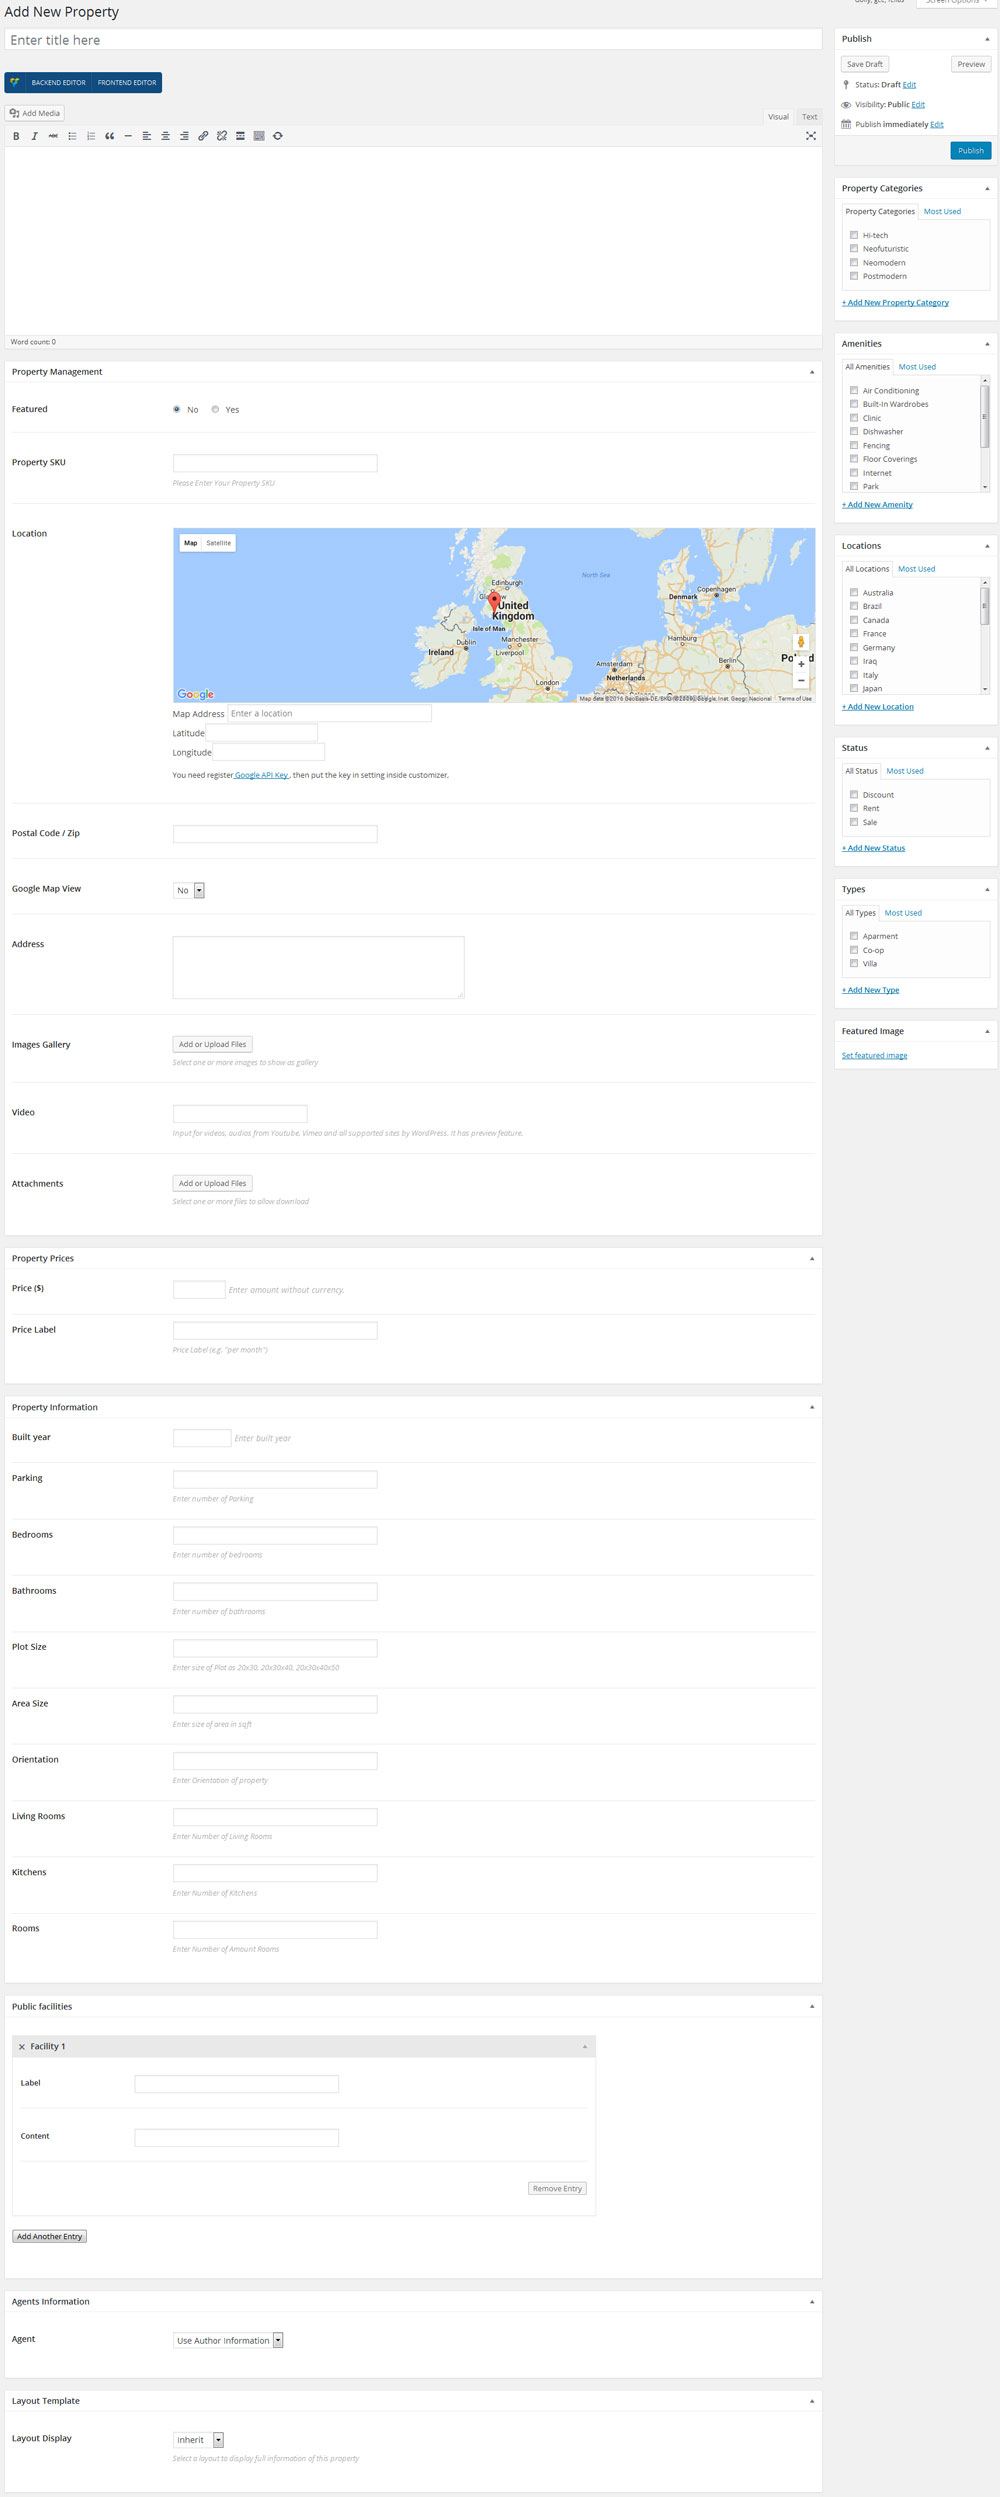 Add New Property
Enter title here
BACKEND EDITOR FRONTEND EDITOR
Add Media
Visual Text
B I ABC
Word count: 0
Property Management
Featured
No Yes
Property SKU
Please Enter Your Property SKU
Location
Map Satellite
North Sea
Edinburgh
United Kingdom
Isle of Man
Dublin
Ireland
Manchester
Liverpool
London
Copenhagen
Denmark
Hamburg
Berlin
Amsterdam
Netherlands
Google
Terms of Use
Map Address Enter a location
Latitude
Longitude
You need register Google API Key , then put the key in setting inside customizer.
Postal Code / Zip
Google Map View
No
Address
Images Gallery
Add or Upload Files
Select one or more images to show as gallery
Video
Input for videos, audios from Youtube, Vimeo and all supported sites by WordPress. It has preview feature.
Attachments
Add or Upload Files
Select one or more files to allow download
Property Prices
Price ($)
Enter amount without currency.
Price Label
Price Label (e.g. "per month")
Property Information
Built year
Enter built year
Parking
Enter number of Parking
Bedrooms
Enter number of bedrooms
Bathrooms
Enter number of bathrooms
Plot Size
Enter size of Plot as 20x30, 20x30x40, 20x30x40x50
Area Size
Enter size of area in sqft
Orientation
Enter Orientation of property
Living Rooms
Enter Number of Living Rooms
Kitchens
Enter Number of Kitchens
Rooms
Enter Number of Amount Rooms
Public facilities
Facility 1
Label
Content
Remove Entry
Add Another Entry
Agents Information
Agent
Use Author Information
Layout Template
Layout Display
Inherit
Select a layout to display full information of this property
Publish
Save Draft Preview
Status: Draft Edit
Visibility: Public Edit
Publish immediately Edit
Publish
Property Categories
Property Categories Most Used
Hi-tech
Neofuturistic
Neomodern
Postmodern
+ Add New Property Category
Amenities
All Amenities Most Used
Air Conditioning
Built-In Wardrobes
Clinic
Dishwasher
Fencing
Floor Coverings
Internet
Park
+ Add New Amenity
Locations
All Locations Most Used
Australia
Brazil
Canada
France
Germany
Iraq
Italy
Japan
+ Add New Location
Status
All Status Most Used
Discount
Rent
Sale
+ Add New Status
Types
All Types Most Used
Aparment
Co-op
Villa
+ Add New Type
Featured Image
Set featured image